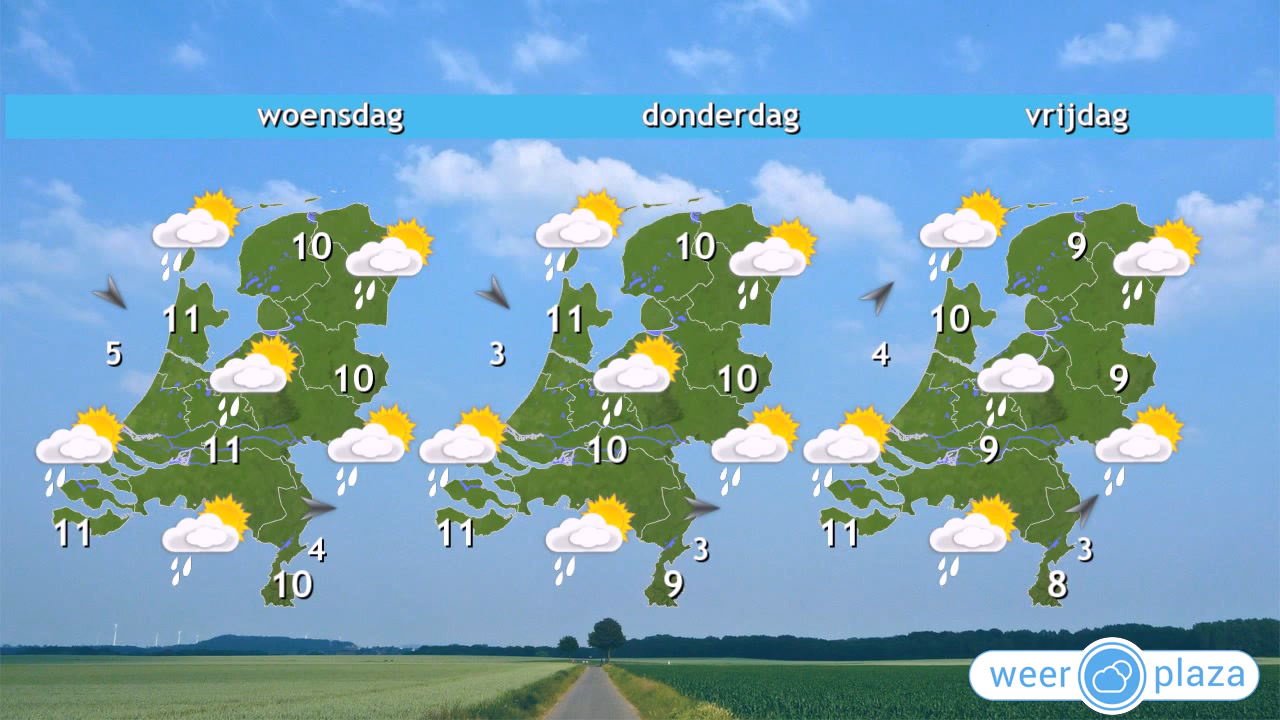 woensdag donderdag vrijdag
10 10 9
11 11 10
5 3 4
10 10 9
11 10 9
11 11 11
4 3 3
10 9 8
weer plaza